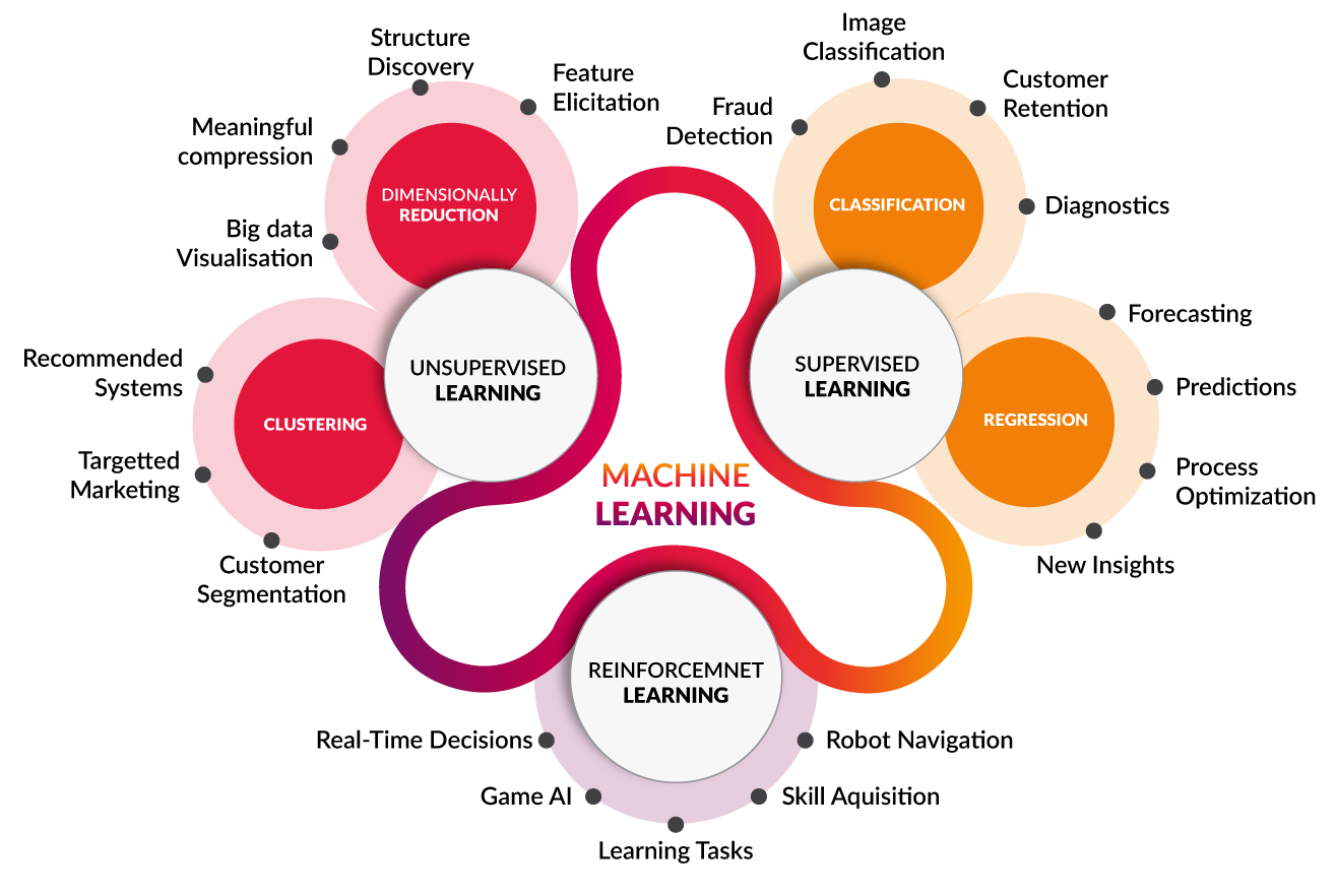 Structure
Discovery
Feature
Elicitation
Meaningful
compression
Big data
Visualisation
DIMENSIONALLY
REDUCTION
Image
Classification
Customer
Retention
Fraud
Detection
Diagnostics
CLASSIFICATION
UNSUPERVISED
LEARNING
SUPERVISED
LEARNING
Recommended
Systems
Targetted
Marketing
Customer
Segmentation
CLUSTERING
Forecasting
Predictions
Process
Optimization
New Insights
REGRESSION
MACHINE
LEARNING
REINFORCEMNET
LEARNING
Real-Time Decisions
Game AI
Learning Tasks
Skill Aquisition
Robot Navigation